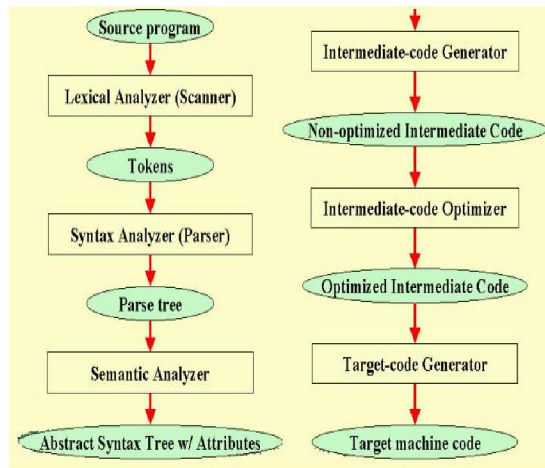 Source program
Lexical Analyzer (Scanner)
Tokens
Syntax Analyzer (Parser)
Parse tree
Semantic Analyzer
Abstract Syntax Tree w/ Attributes
Intermediate-code Generator
Non-optimized Intermediate Code
Intermediate-code Optimizer
Optimized Intermediate Code
Target-code Generator
Target machine code